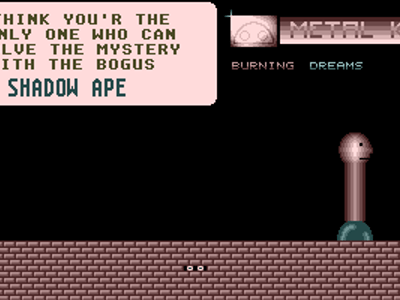 THINK YOU'R THE
NLY ONE WHO CAN
LVE THE MYSTERY
ITH THE BOGUS
SHADOW APE
METAL K
BURNING DREAMS